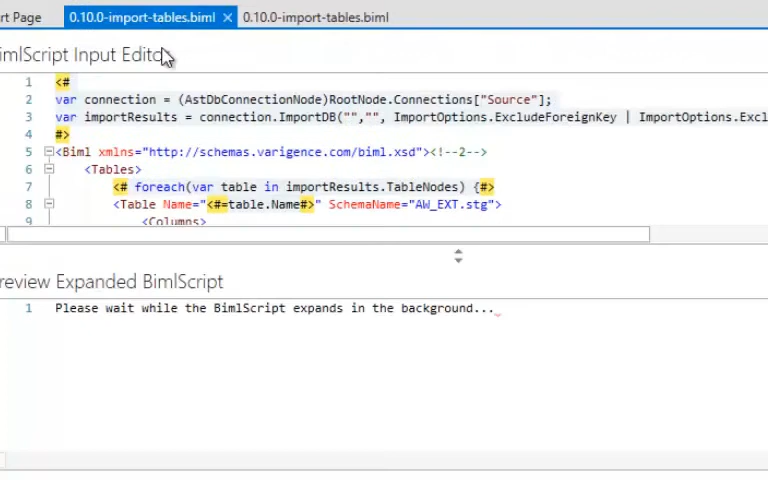 rt Page 0.10.0-import-tables.biml × 0.10.0-import-tables.biml
imlScript Input Edito
1 <#
2 var connection = (AstDbConnectionNode)RootNode.Connections["Source"];
3 var importResults = connection.ImportDB("","", ImportOptions.ExcludeForeignKey | ImportOptions.Excl
4 #>
5 <Biml xmlns="http://schemas.varigence.com/biml.xsd"><!--2-->
6 <Tables>
7 <# foreach(var table in importResults.TableNodes) {#>
8 <Table Name="<#=table.Name#>" SchemaName="AW_EXT.stg">
9 <Columns>
review Expanded BimlScript
1 Please wait while the BimlScript expands in the background...